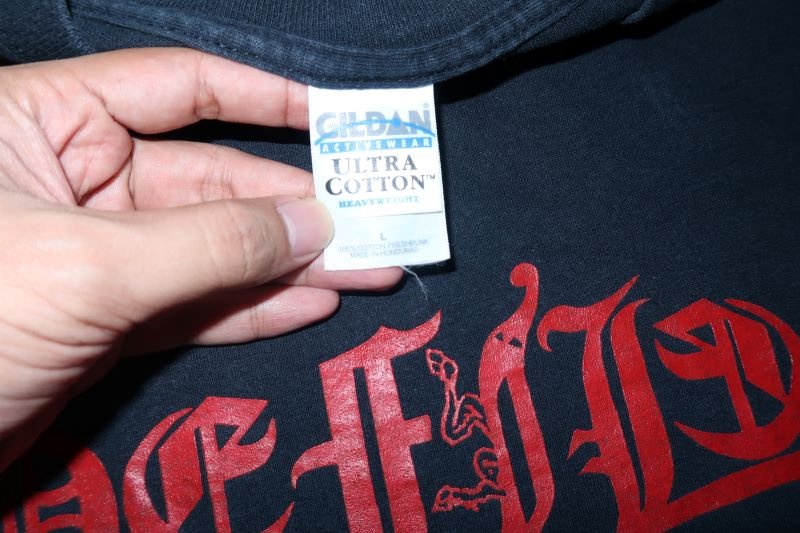 GILDAN®
ACTIVEWEAR
ULTRA
COTTON™
HEAVYWEIGHT
L
100% COTTON PRESHRUNK
MADE IN HONDURAS